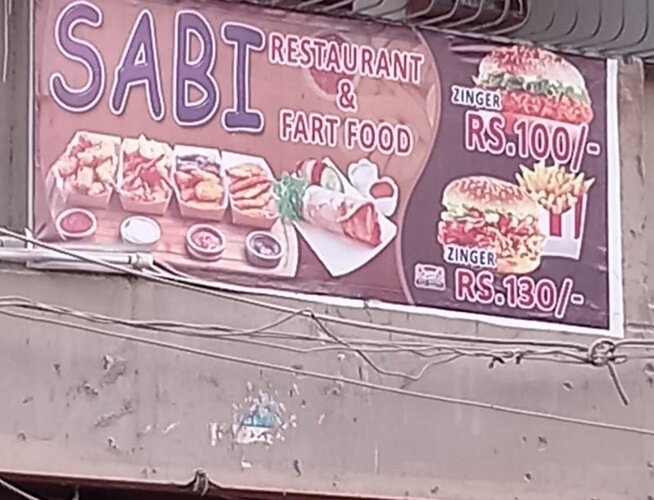 SABI
RESTAURANT
&
FART FOOD
ZINGER
RS.100/-
ZINGER
RS.130/-